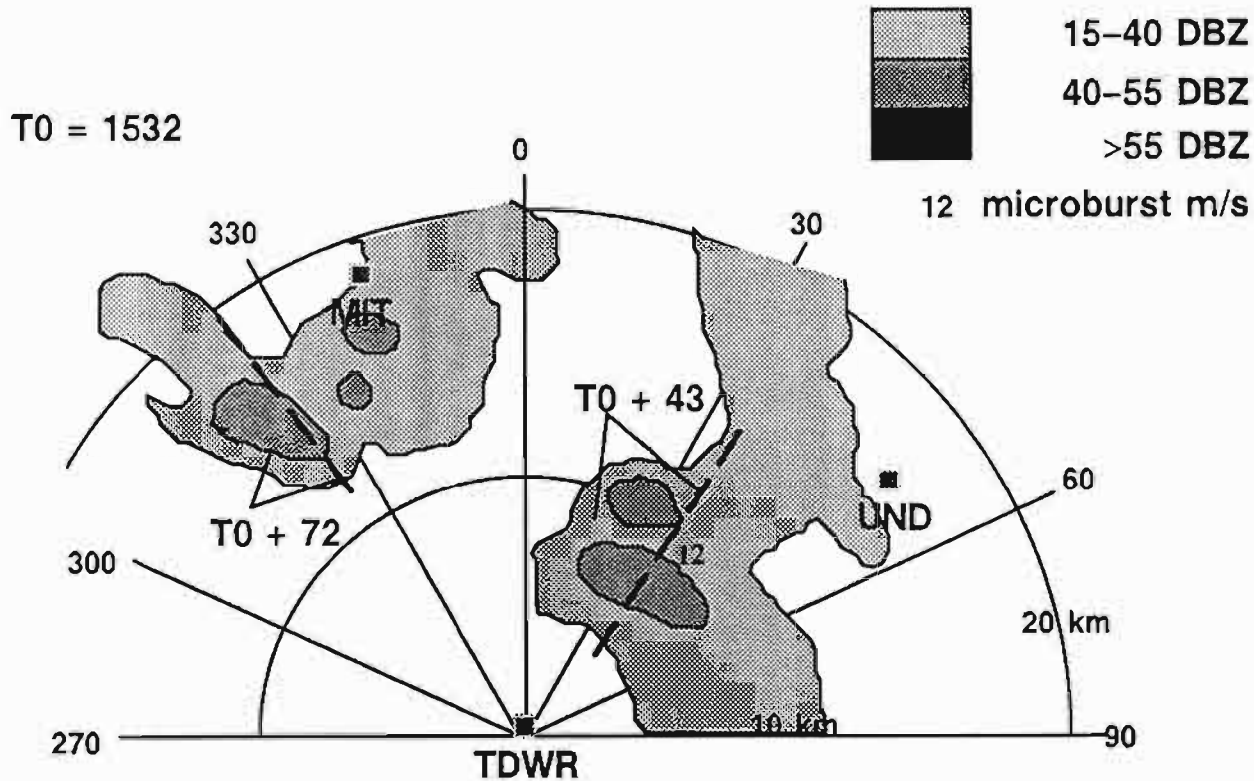 15–40 DBZ
40–55 DBZ
>55 DBZ
12 microburst m/s
T0 = 1532
0
330
30
MIT
T0 + 43
60
UND
T0 + 72
12
300
20 km
10 km
270
90
TDWR